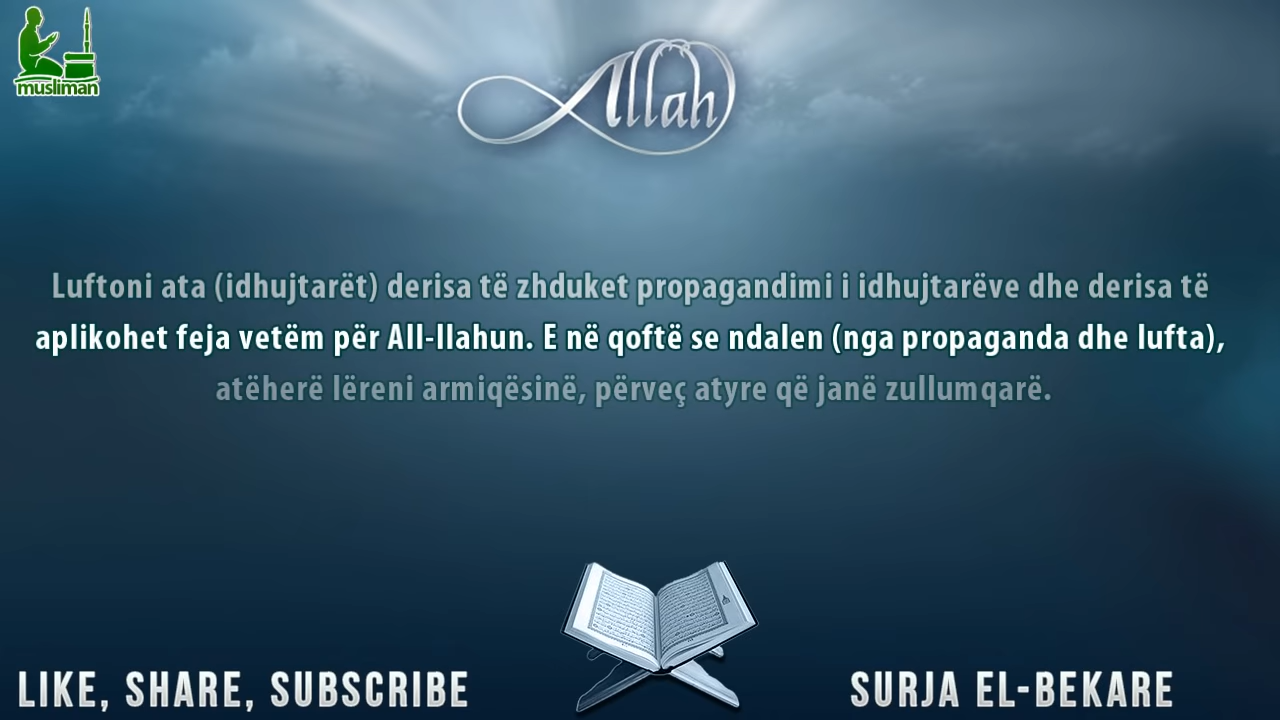 musliman
Allah
Luftoni ata (idhujtarët) derisa të zhduket propagandimi i idhujtarëve dhe derisa të
aplikohet feja vetëm për All-llahun. E në qoftë se ndalen (nga propaganda dhe lufta),
atëherë lëreni armiqësinë, përveç atyre që janë zullumqarë.
LIKE, SHARE, SUBSCRIBE
SURJA EL-BEKARE